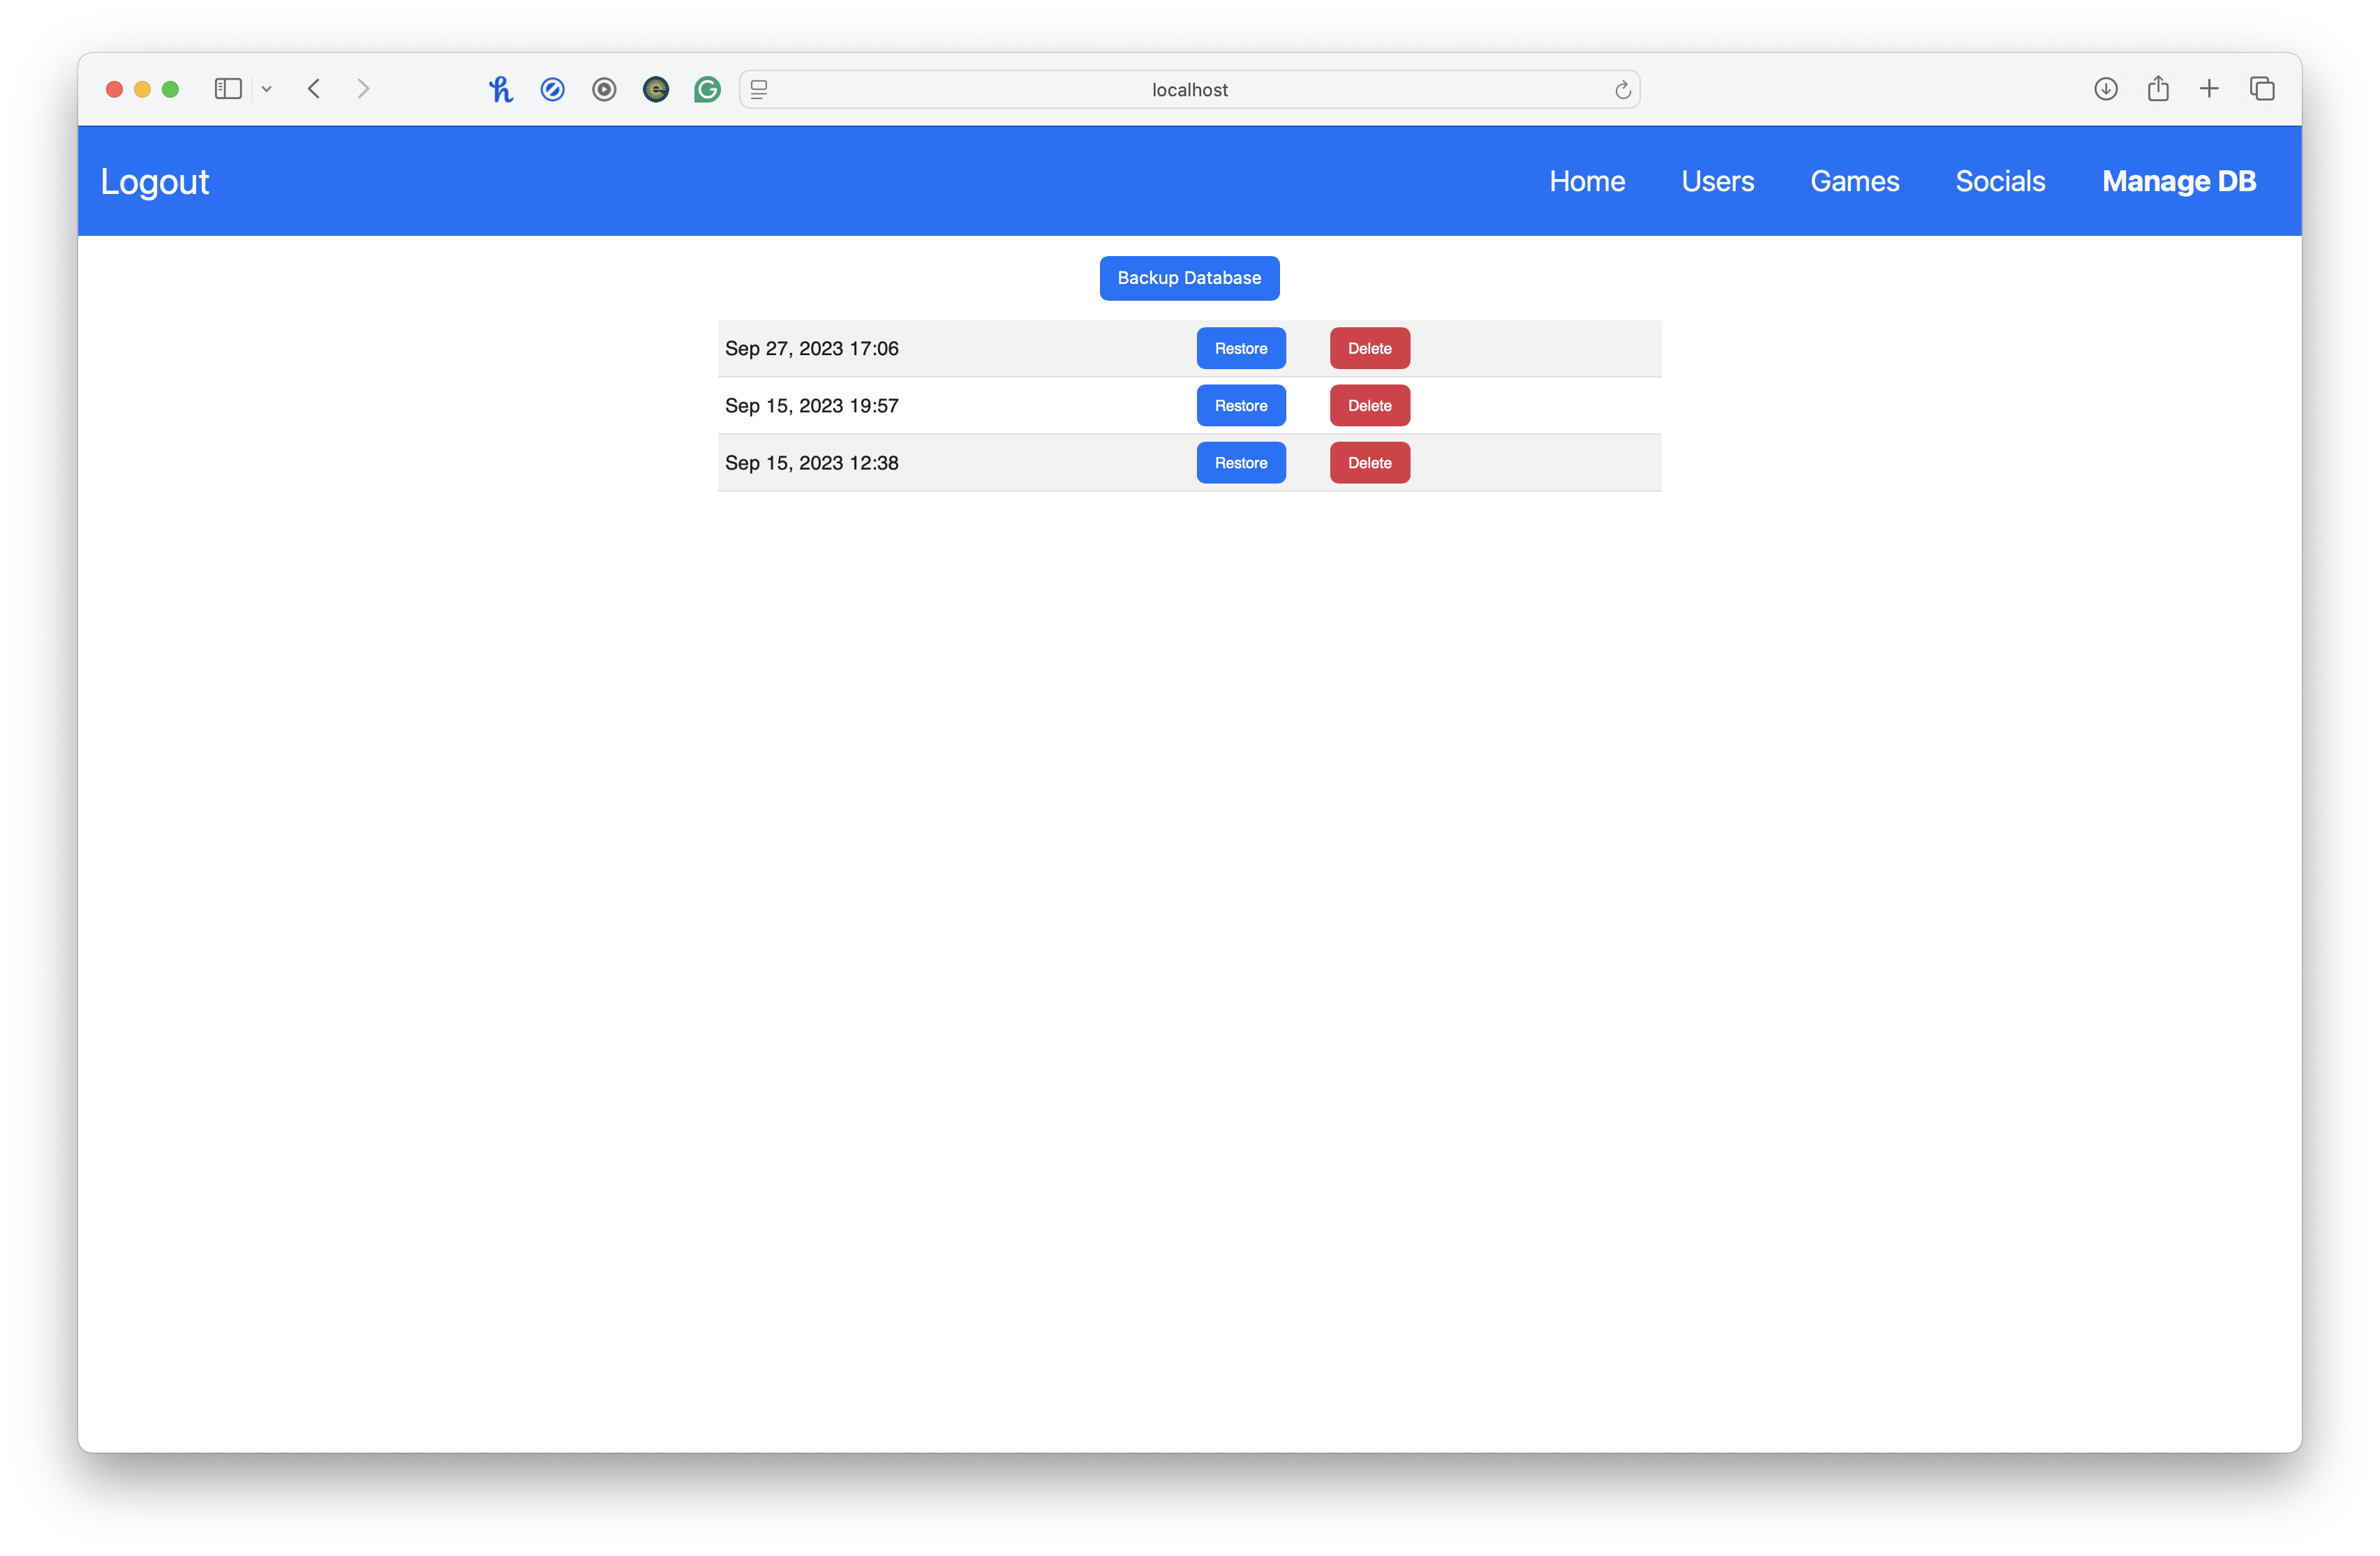 localhost
Logout Home Users Games Socials Manage DB
Backup Database
Sep 27, 2023 17:06 Restore Delete
Sep 15, 2023 19:57 Restore Delete
Sep 15, 2023 12:38 Restore Delete